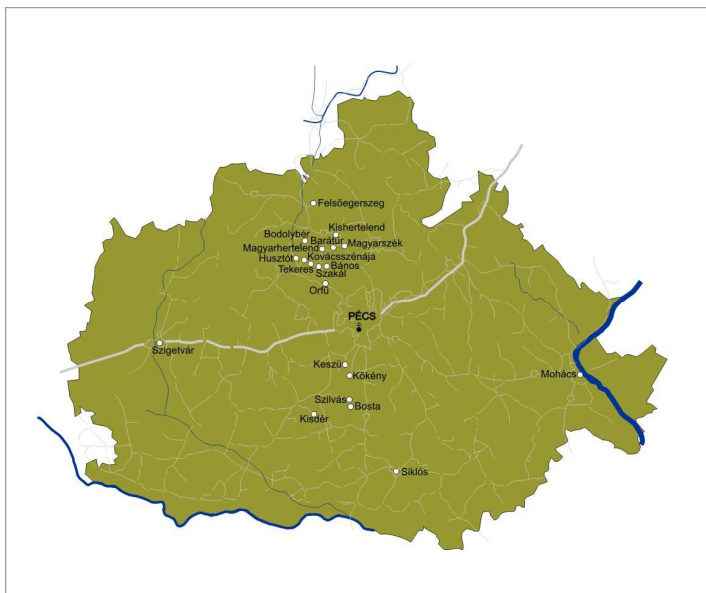 Felsőegerszeg
Kishertelend
Bodolybér
Barátúr
Magyarszék
Magyarhertelend
Kovácsszénája
Husztót
Bános
Tekeres
Szakál
Orfű
PÉCS
Szigetvár
Keszü
Kökény
Mohács
Szilvás
Bosta
Kisdér
Siklós